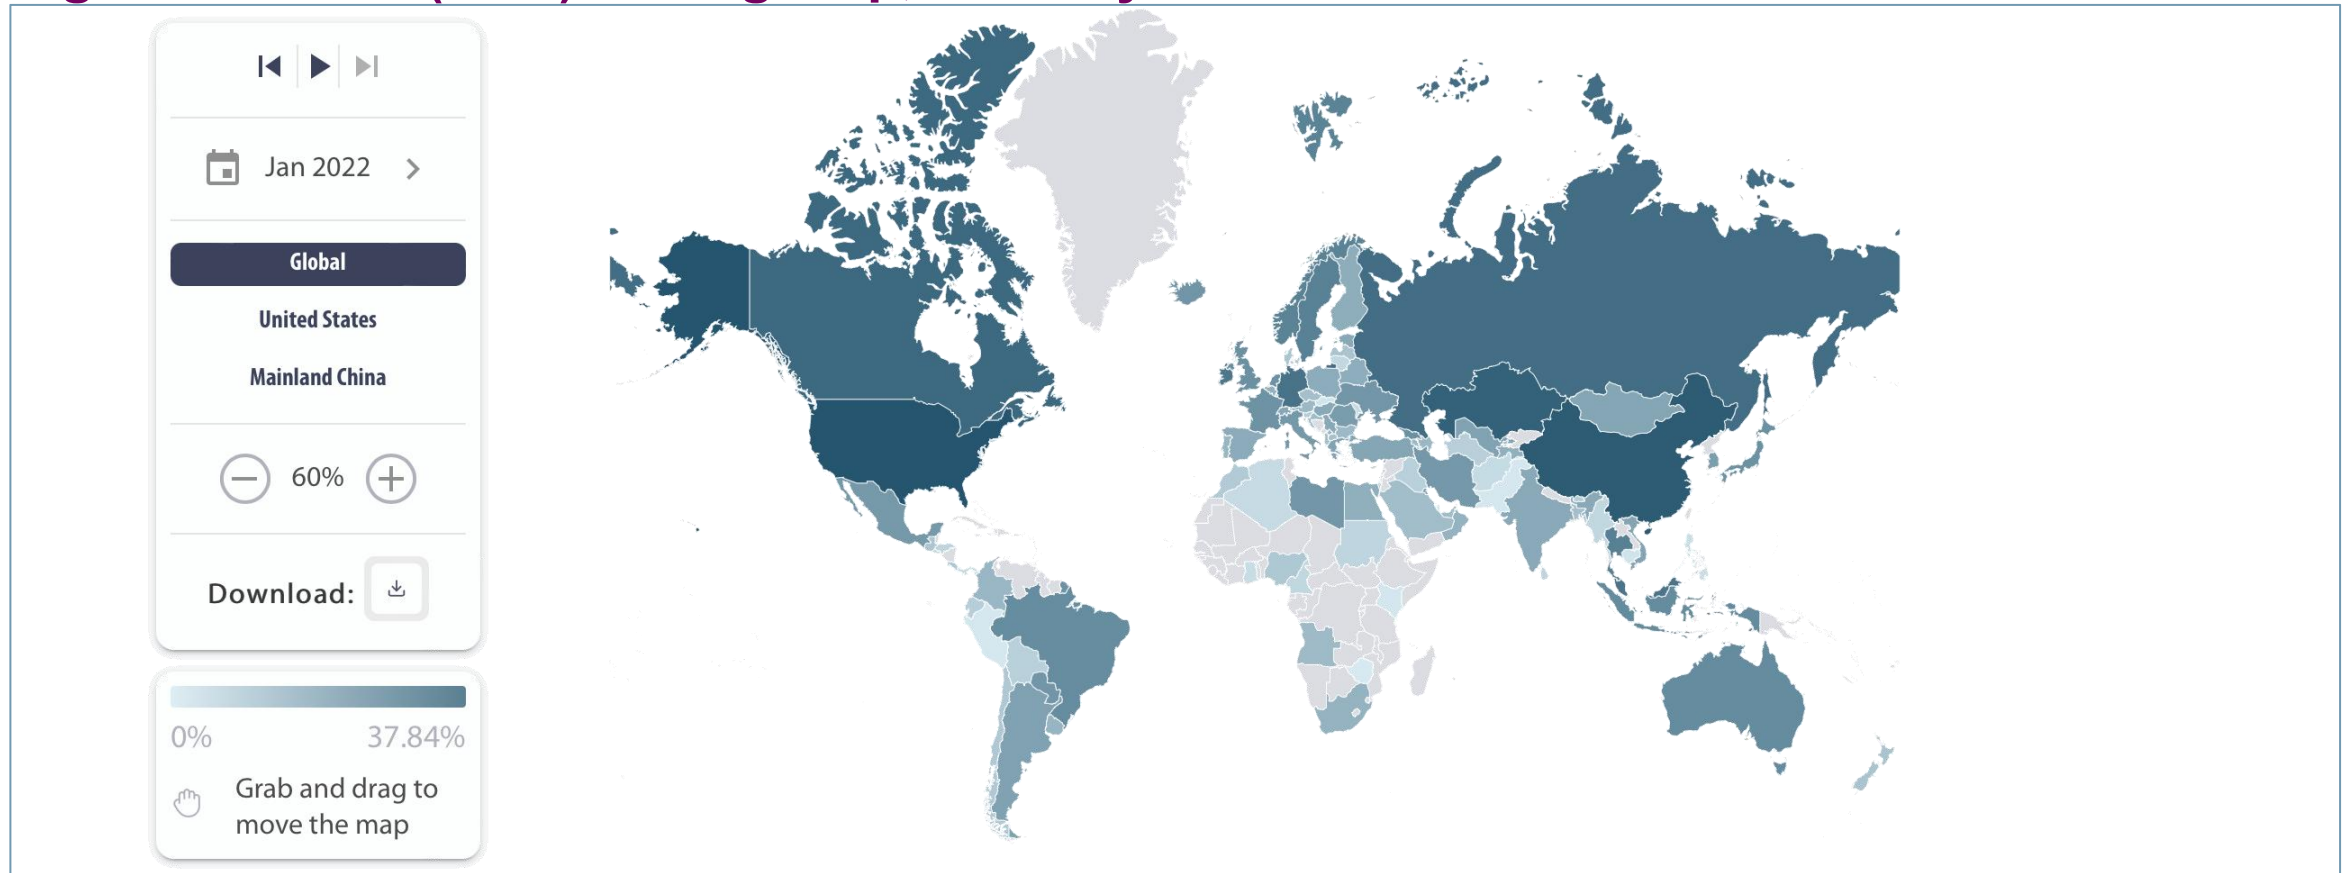 Jan 2022
Global
United States
Mainland China
60%
Download:
0%
37.84%
Grab and drag to
move the map